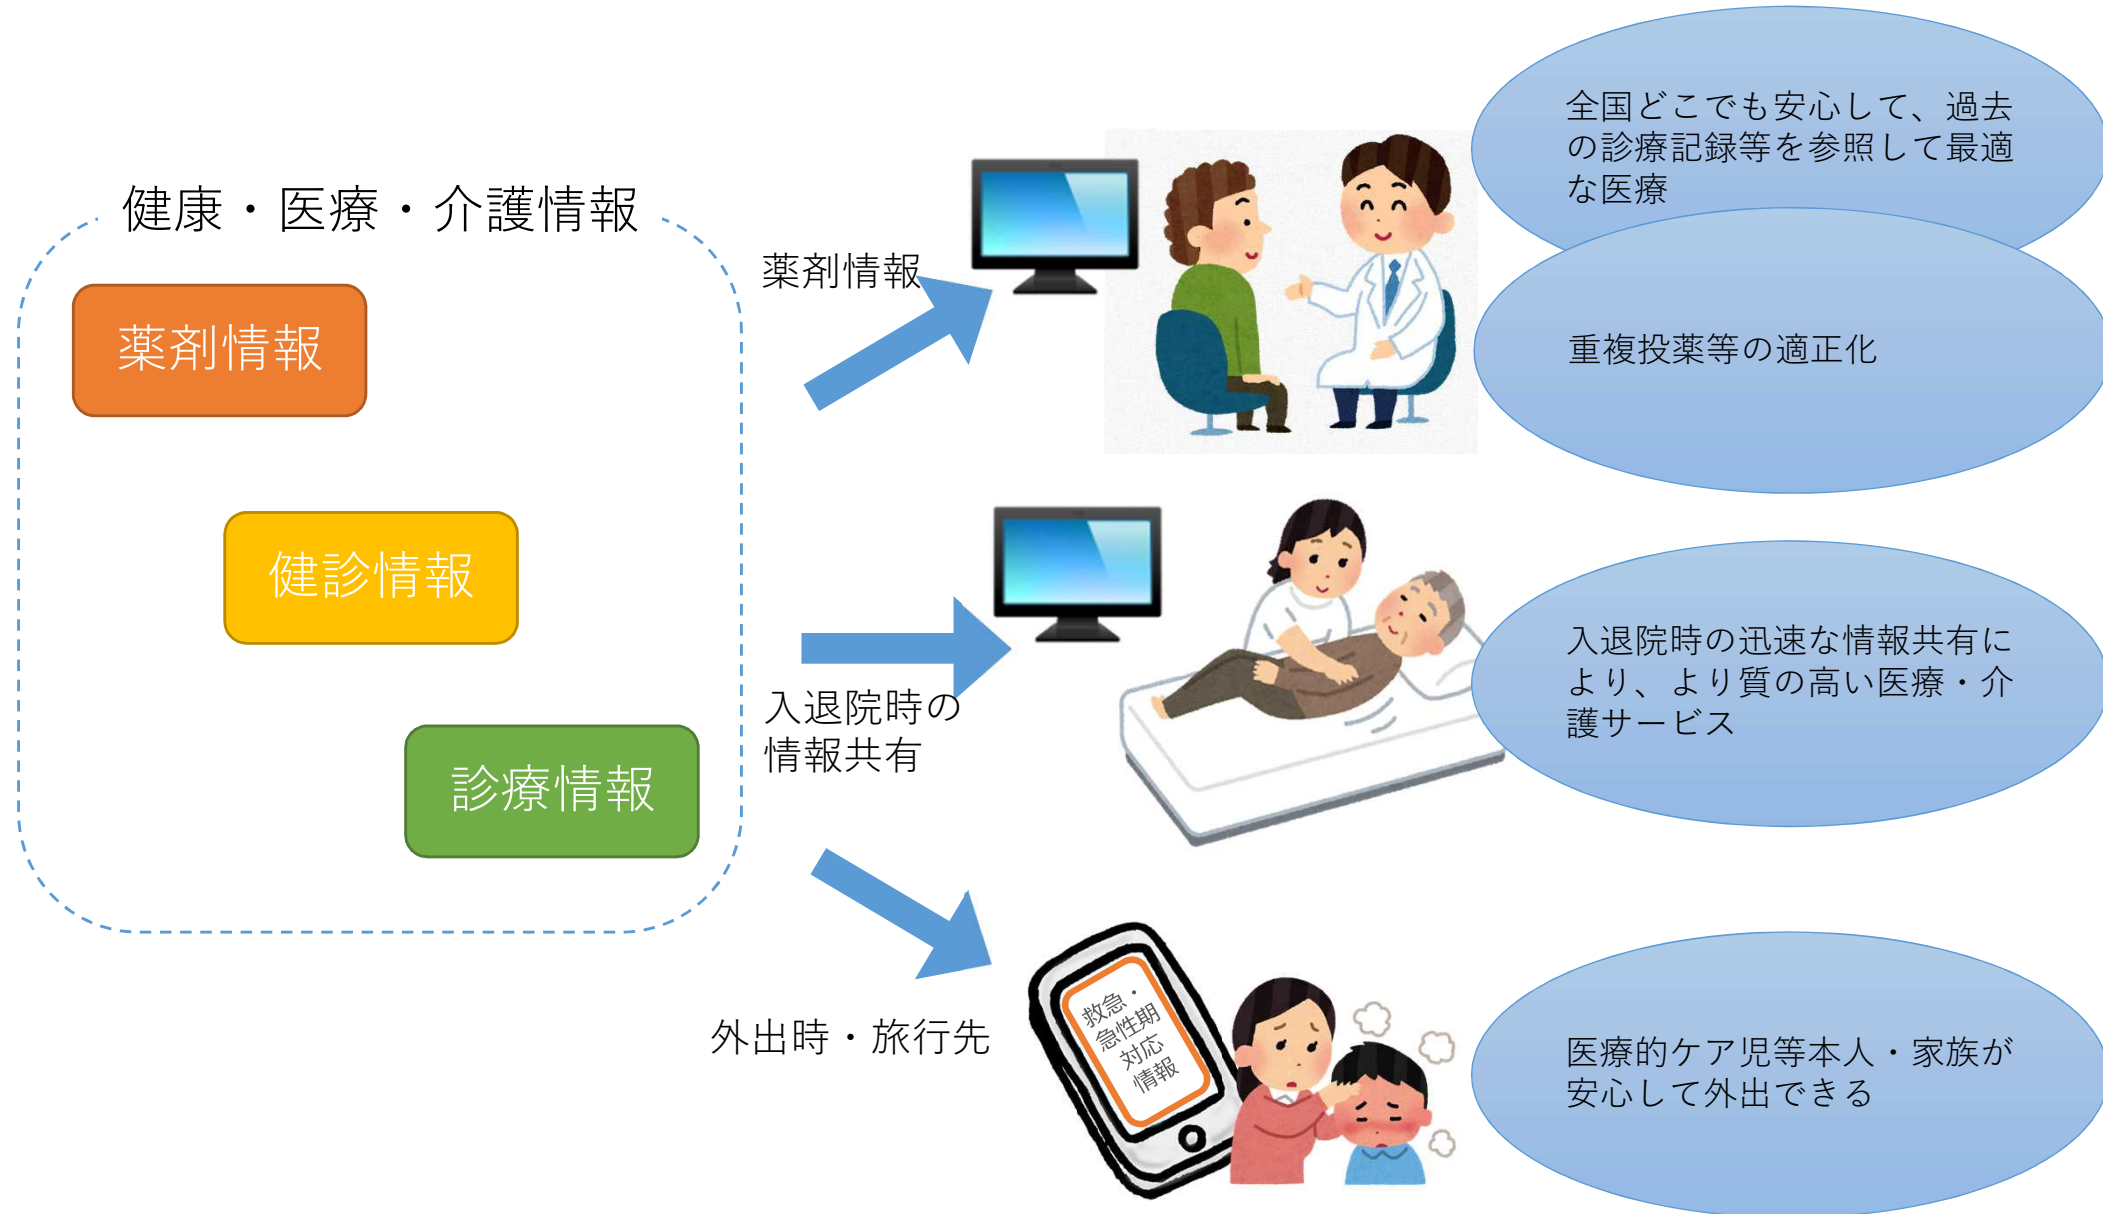 健康・医療・介護情報
薬剤情報
健診情報
診療情報
薬剤情報
全国どこでも安心して、過去
の診療記録等を参照して最適
な医療
重複投薬等の適正化
入退院時の
情報共有
入退院時の迅速な情報共有に
より、より質の高い医療・介
護サービス
外出時・旅行先
救急・
急性期
対応
情報
医療的ケア児等本人・家族が
安心して外出できる